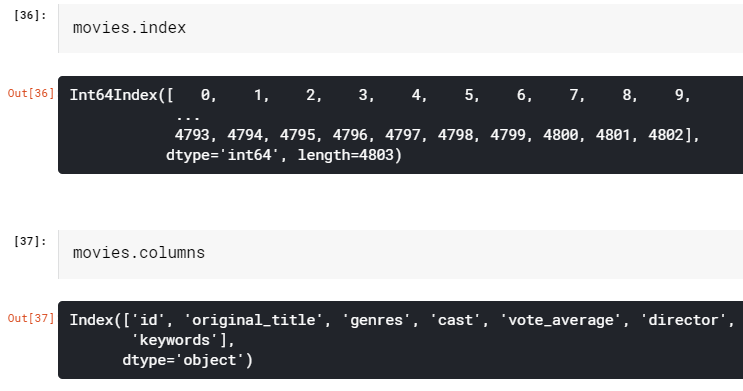 [36]:
movies.index
Out[36]
Int64Index([   0,    1,    2,    3,    4,    5,    6,    7,    8,    9,
            ...
            4793, 4794, 4795, 4796, 4797, 4798, 4799, 4800, 4801, 4802],
           dtype='int64', length=4803)
[37]:
movies.columns
Out[37]
Index(['id', 'original_title', 'genres', 'cast', 'vote_average', 'director',
       'keywords'],
      dtype='object')